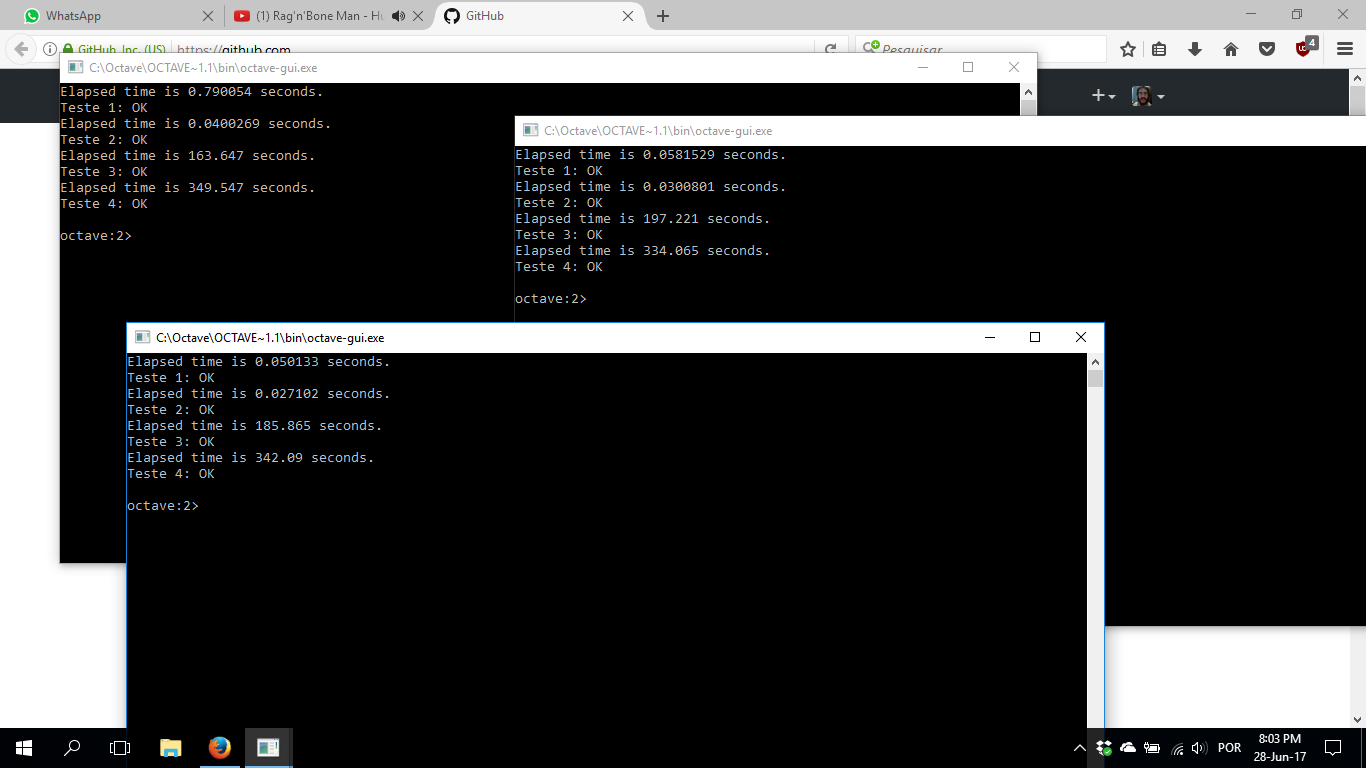 WhatsApp
(1) Rag'n'Bone Man - Hu
GitHub
GitHub, Inc. (US)
https://github.com
Pesquisar
4
C:\Octave\OCTAVE~1.1\bin\octave-gui.exe
Elapsed time is 0.790054 seconds.
Teste 1: OK
Elapsed time is 0.0400269 seconds.
Teste 2: OK
Elapsed time is 163.647 seconds.
Teste 3: OK
Elapsed time is 349.547 seconds.
Teste 4: OK
octave:2>
C:\Octave\OCTAVE~1.1\bin\octave-gui.exe
Elapsed time is 0.0581529 seconds.
Teste 1: OK
Elapsed time is 0.0300801 seconds.
Teste 2: OK
Elapsed time is 197.221 seconds.
Teste 3: OK
Elapsed time is 334.065 seconds.
Teste 4: OK
octave:2>
C:\Octave\OCTAVE~1.1\bin\octave-gui.exe
Elapsed time is 0.050133 seconds.
Teste 1: OK
Elapsed time is 0.027102 seconds.
Teste 2: OK
Elapsed time is 185.865 seconds.
Teste 3: OK
Elapsed time is 342.09 seconds.
Teste 4: OK
octave:2>
POR
8:03 PM
28-Jun-17